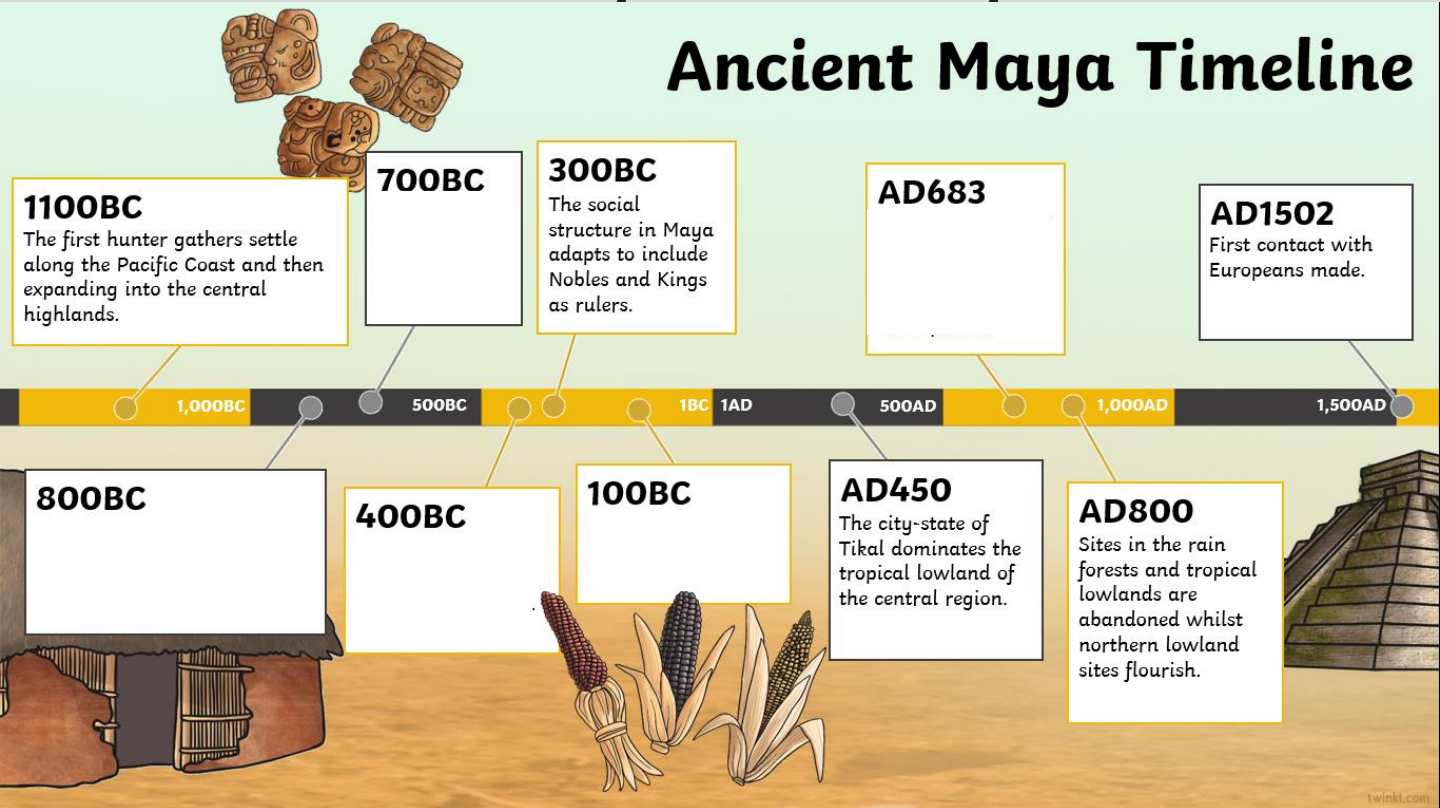 Ancient Maya Timeline
1100BC
The first hunter gathers settle
along the Pacific Coast and then
expanding into the central
highlands.
700BC
300BC
The social
structure in Maya
adapts to include
Nobles and Kings
as rulers.
AD683
AD1502
First contact with
Europeans made.
1,000BC
500BC
1BC
1AD
500AD
1,000AD
1,500AD
800BC
400BC
100BC
AD450
The city-state of
Tikal dominates the
tropical lowland of
the central region.
AD800
Sites in the rain
forests and tropical
lowlands are
abandoned whilst
northern lowland
sites flourish.
twinkl.com